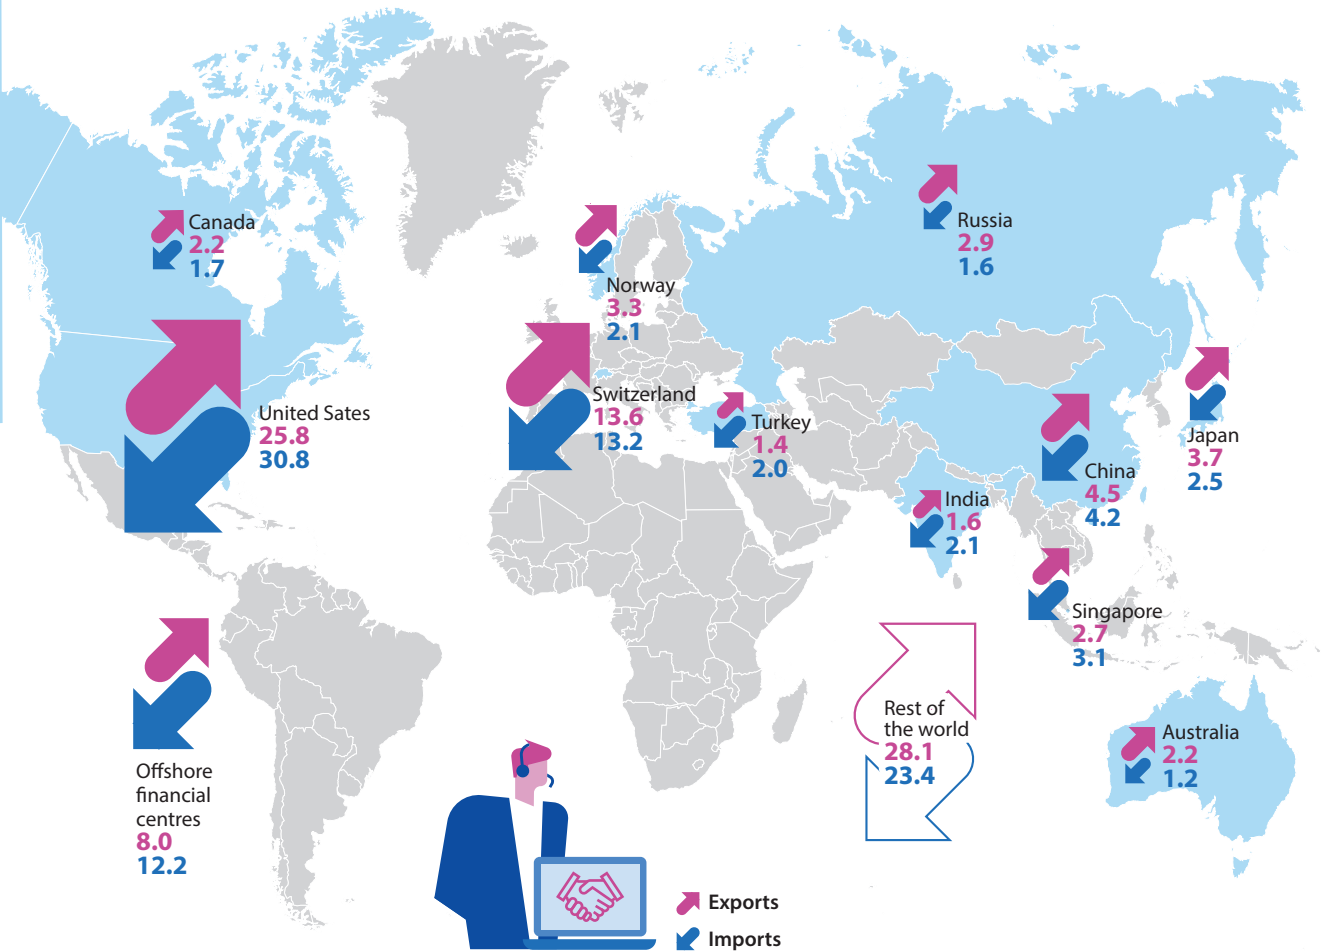 Canada
2.2
1.7
Russia
2.9
1.6
Norway
3.3
2.1
United Sates
25.8
30.8
Switzerland
13.6
13.2
Turkey
1.4
2.0
Japan
3.7
2.5
China
4.5
4.2
India
1.6
2.1
Singapore
2.7
3.1
Rest of
the world
28.1
23.4
Australia
2.2
1.2
Offshore
financial
centres
8.0
12.2
Exports
Imports